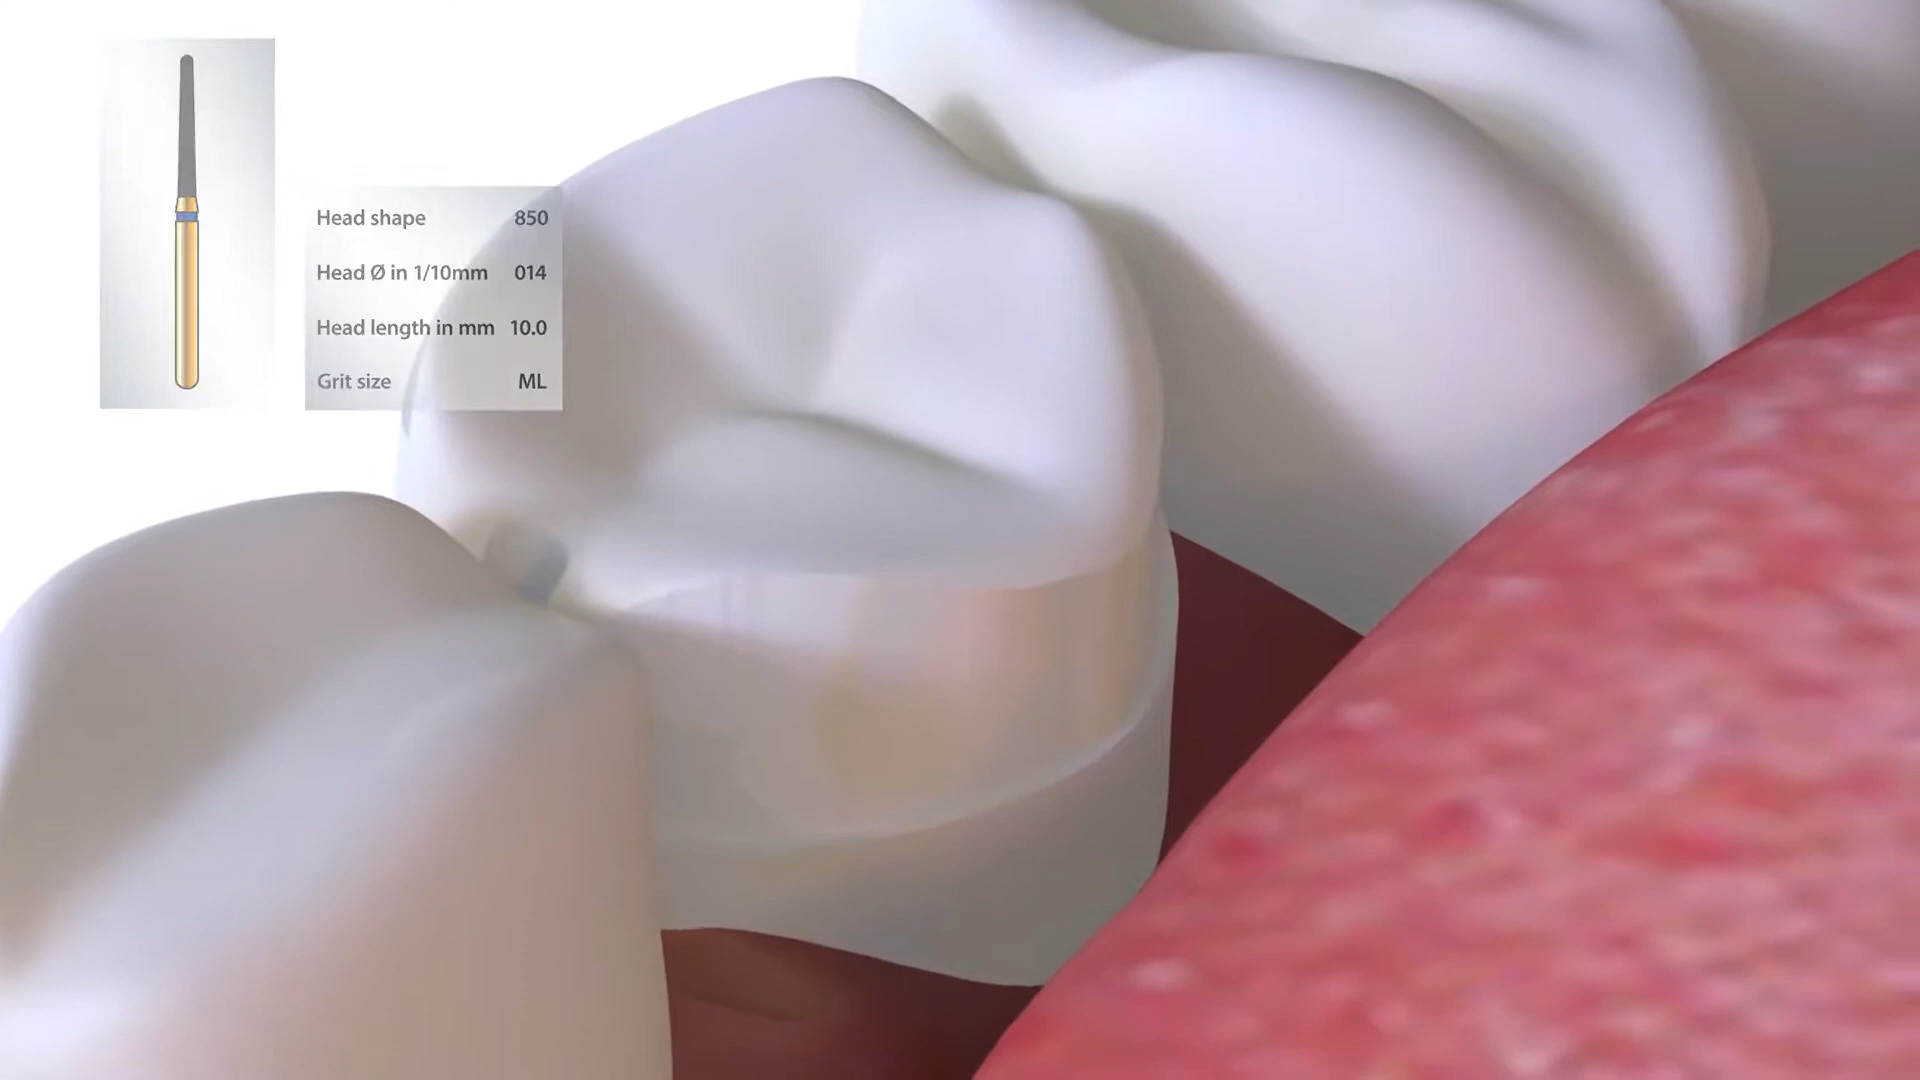 Head shape 850
Head Ø in 1/10mm 014
Head length in mm 10.0
Grit size ML